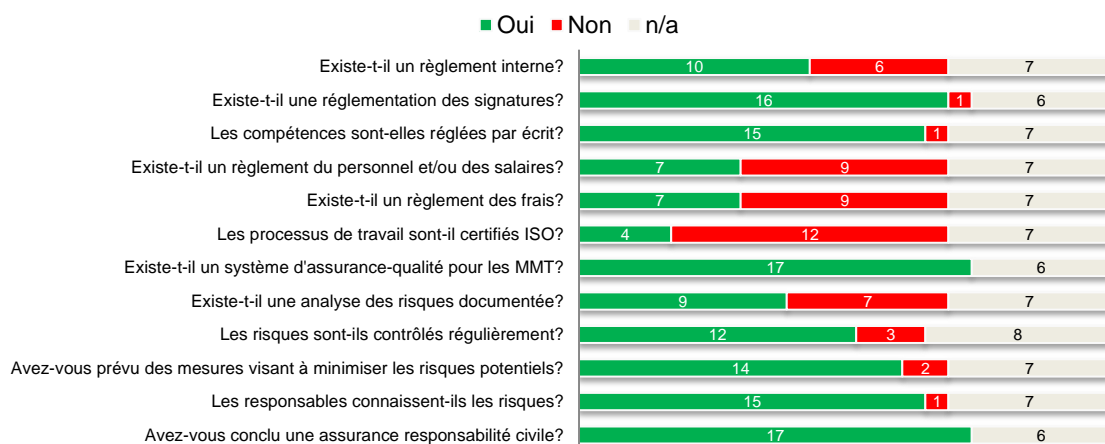 Oui Non n/a
Existe-t-il un règlement interne? 10 6 7
Existe-t-il une réglementation des signatures? 16 1 6
Les compétences sont-elles réglées par écrit? 15 1 7
Existe-t-il un règlement du personnel et/ou des salaires? 7 9 7
Existe-t-il un règlement des frais? 7 9 7
Les processus de travail sont-il certifiés ISO? 4 12 7
Existe-t-il un système d'assurance-qualité pour les MMT? 17 6
Existe-t-il une analyse des risques documentée? 9 7 7
Les risques sont-ils contrôlés régulièrement? 12 3 8
Avez-vous prévu des mesures visant à minimiser les risques potentiels? 14 2 7
Les responsables connaissent-ils les risques? 15 1 7
Avez-vous conclu une assurance responsabilité civile? 17 6